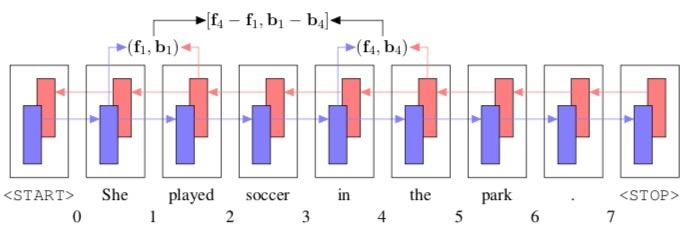 [f₄ − f₁, b₁ − b₄]
(f₁, b₁) (f₄, b₄)
<START> She played soccer in the park . <STOP>
0 1 2 3 4 5 6 7